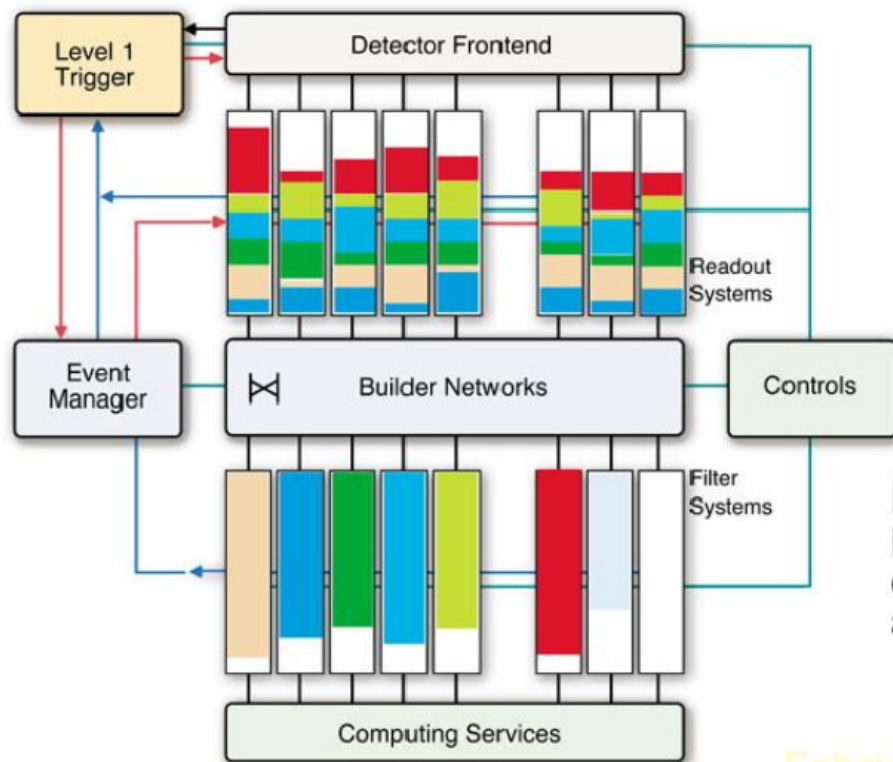 Level 1
Trigger
Detector Frontend
Readout
Systems
Event
Manager
Builder Networks
Controls
Filter
Systems
Computing Services